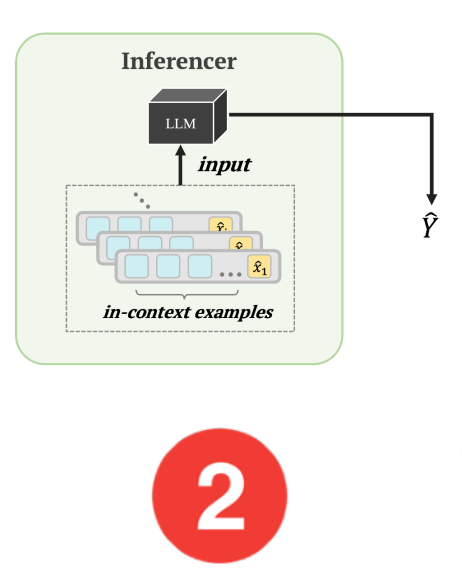 Inferencer
LLM
input
Ŷ
x̂₁
in-context examples
2